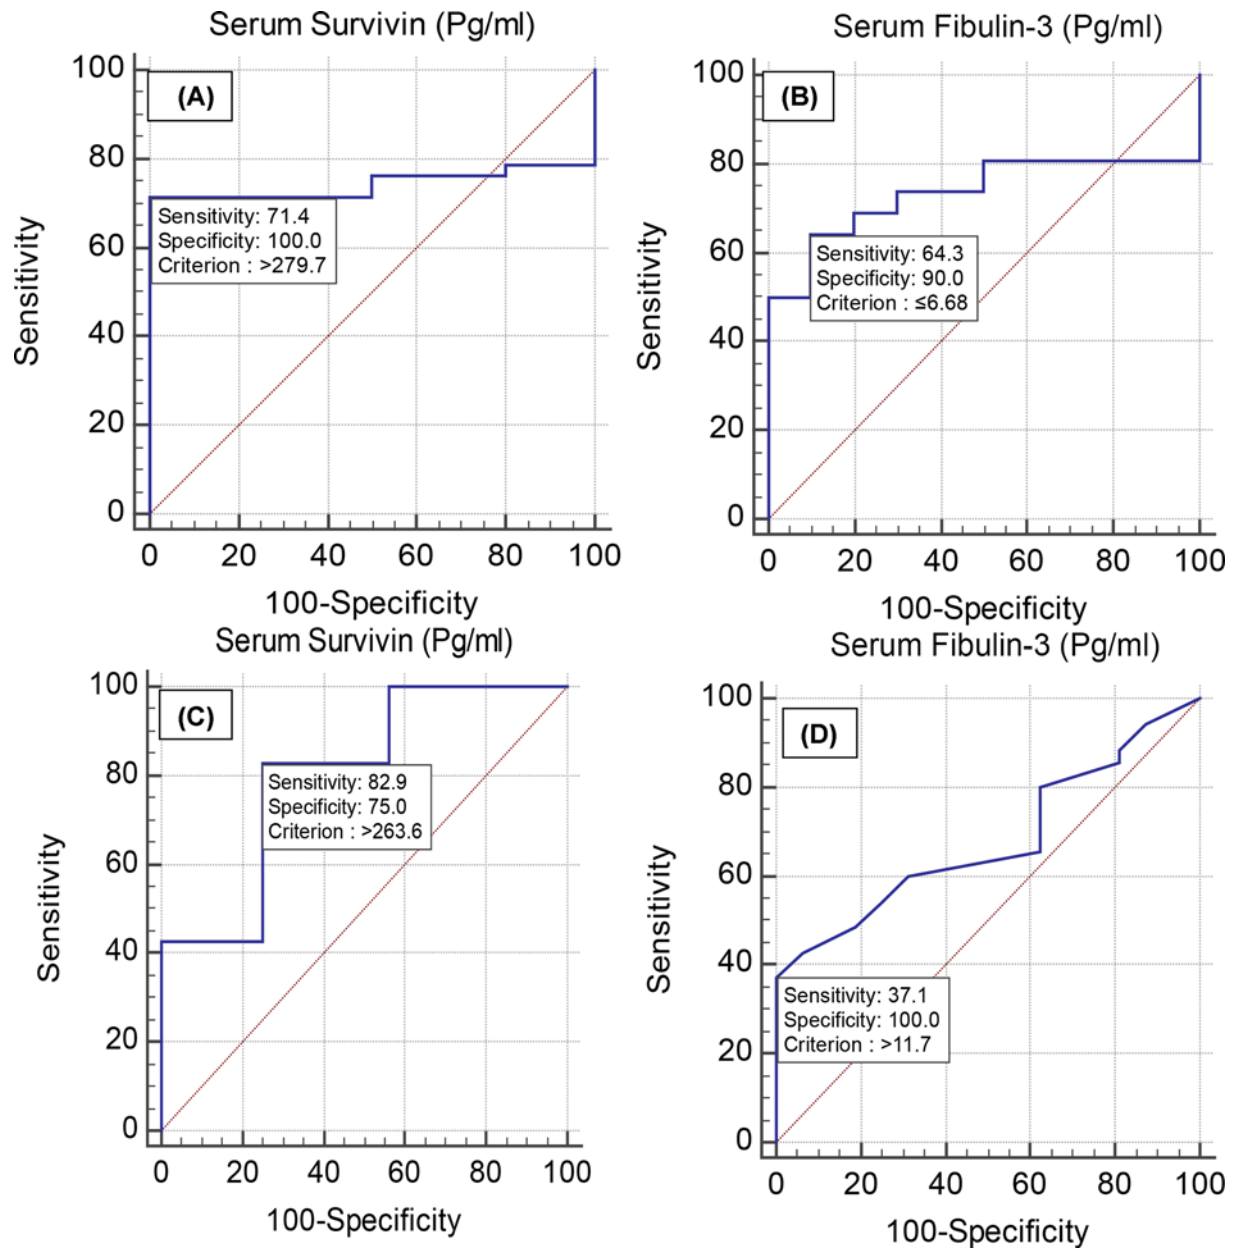 Serum Survivin (Pg/ml)
(A)
100
80
60
40
20
0
Sensitivity
Sensitivity: 71.4
Specificity: 100.0
Criterion : >279.7
0 20 40 60 80 100
100-Specificity
Serum Fibulin-3 (Pg/ml)
(B)
100
80
60
40
20
0
Sensitivity
Sensitivity: 64.3
Specificity: 90.0
Criterion : ≤6.68
0 20 40 60 80 100
100-Specificity
Serum Survivin (Pg/ml)
(C)
100
80
60
40
20
0
Sensitivity
Sensitivity: 82.9
Specificity: 75.0
Criterion : >263.6
0 20 40 60 80 100
100-Specificity
Serum Fibulin-3 (Pg/ml)
(D)
100
80
60
40
20
0
Sensitivity
Sensitivity: 37.1
Specificity: 100.0
Criterion : >11.7
0 20 40 60 80 100
100-Specificity